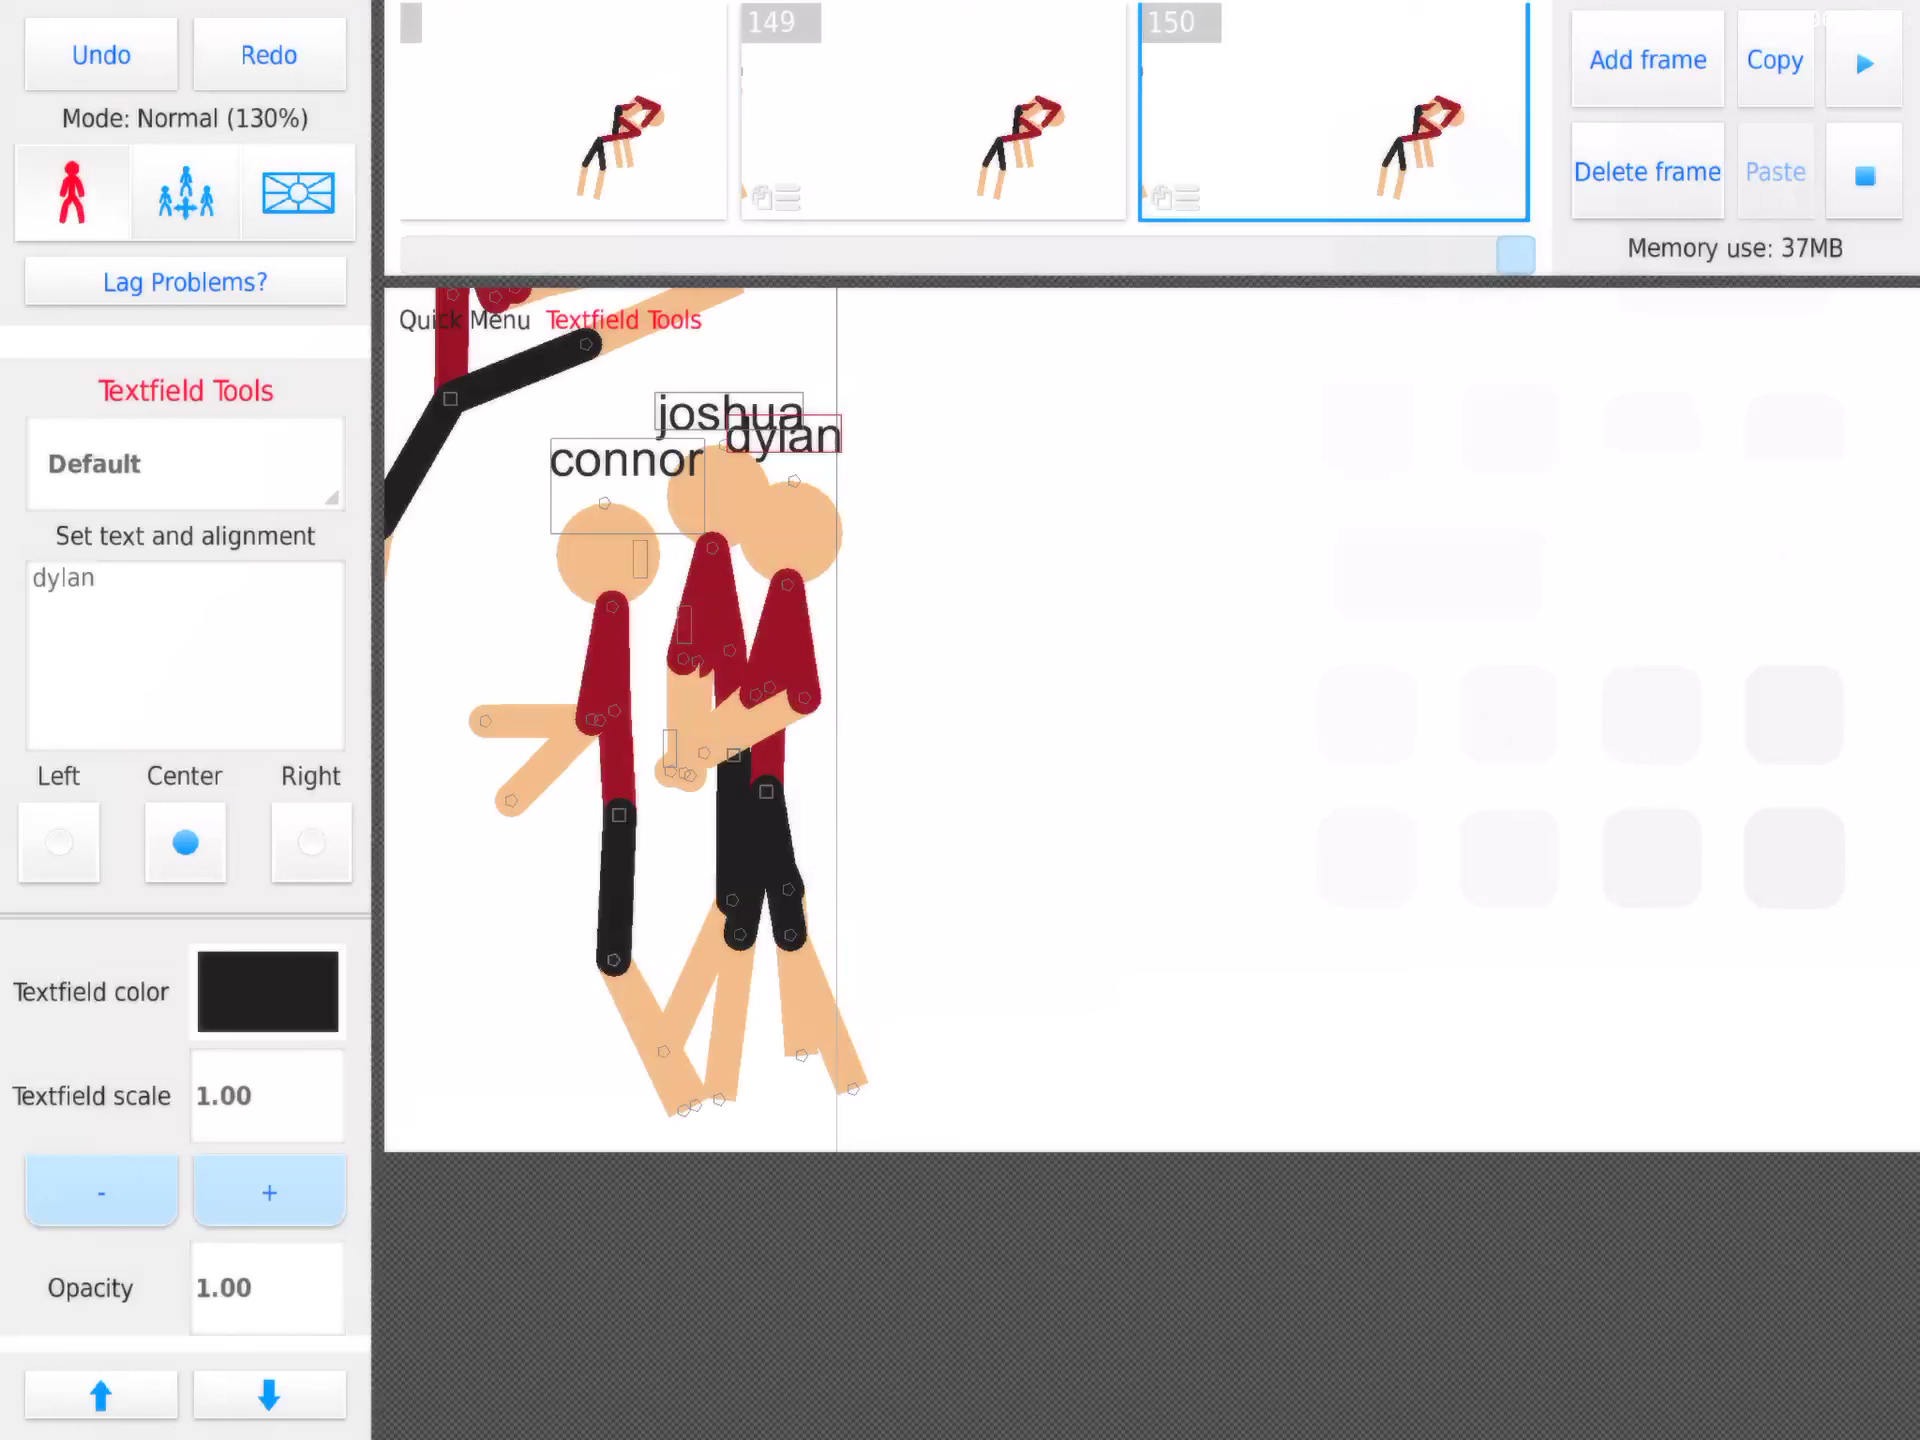 Undo
Redo
Mode: Normal (130%)
Lag Problems?
149
150
Add frame
Copy
Delete frame
Paste
Memory use: 37MB
Quick Menu
Textfield Tools
Textfield Tools
Default
Set text and alignment
dylan
Left
Center
Right
joshua
dylan
connor
Textfield color
Textfield scale
1.00
-
+
Opacity
1.00